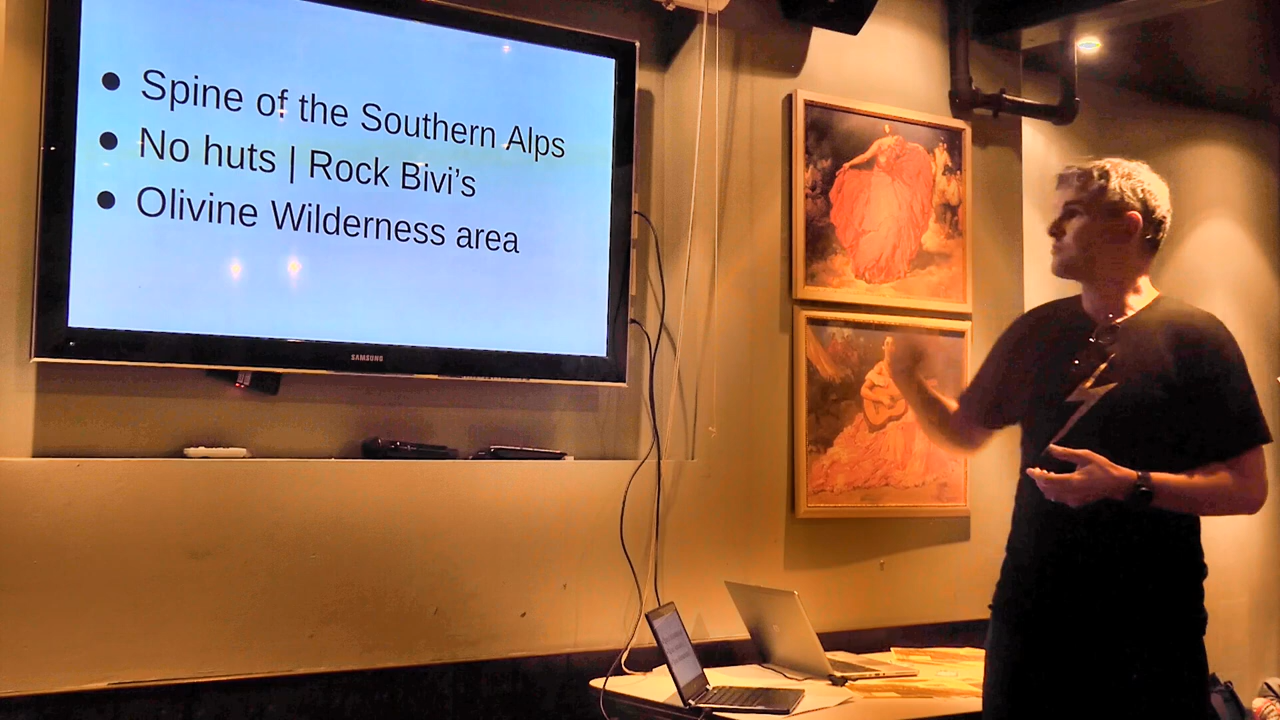 ● Spine of the Southern Alps
● No huts | Rock Bivi’s
● Olivine Wilderness area
SAMSUNG